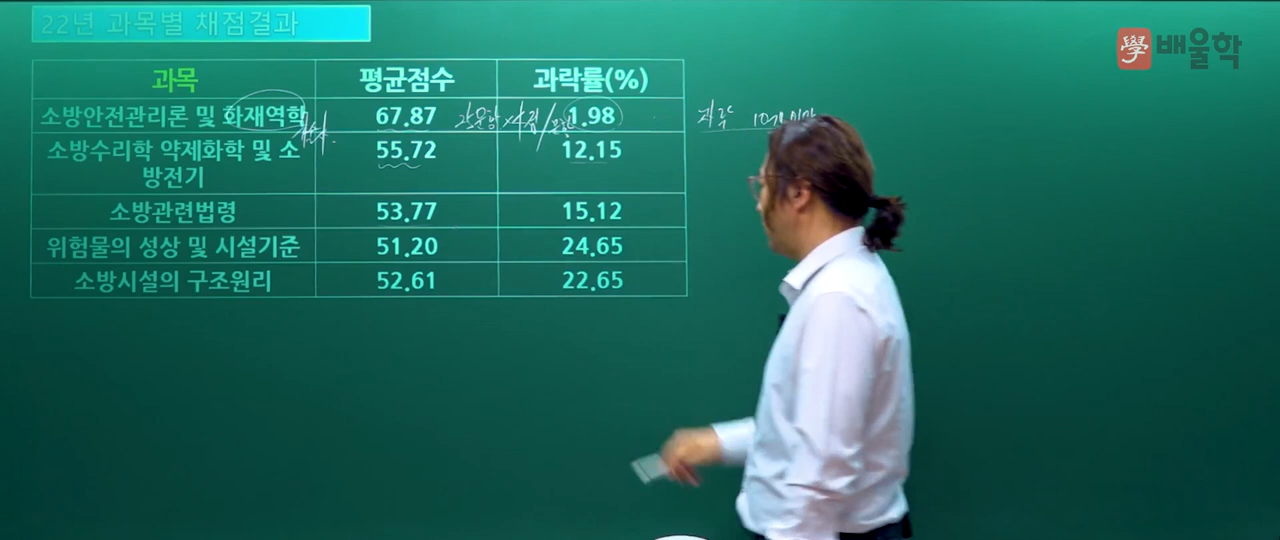 22년 과목별 채점결과
學 배울학
과목 평균점수 과락률(%)
소방안전관리론 및 화재역학 67.87 1.98
소방수리학 약제화학 및 소
방전기 55.72 12.15
소방관련법령 53.77 15.12
위험물의 성상 및 시설기준 51.20 24.65
소방시설의 구조원리 52.61 22.65